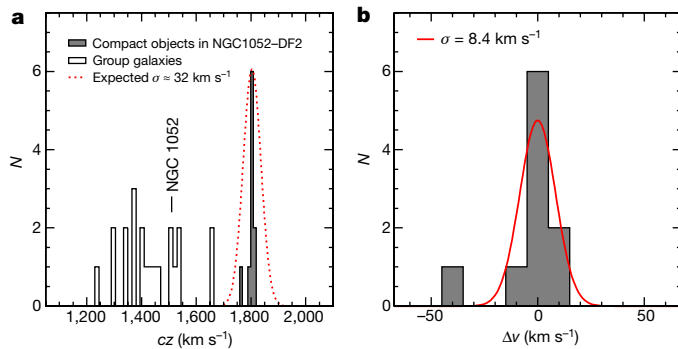 a
Compact objects in NGC1052–DF2
Group galaxies
Expected σ ≈ 32 km s⁻¹
NGC 1052
N
6
4
2
0
1,200 1,400 1,600 1,800 2,000
cz (km s⁻¹)
b
σ = 8.4 km s⁻¹
N
6
4
2
0
−50 0 50
Δv (km s⁻¹)